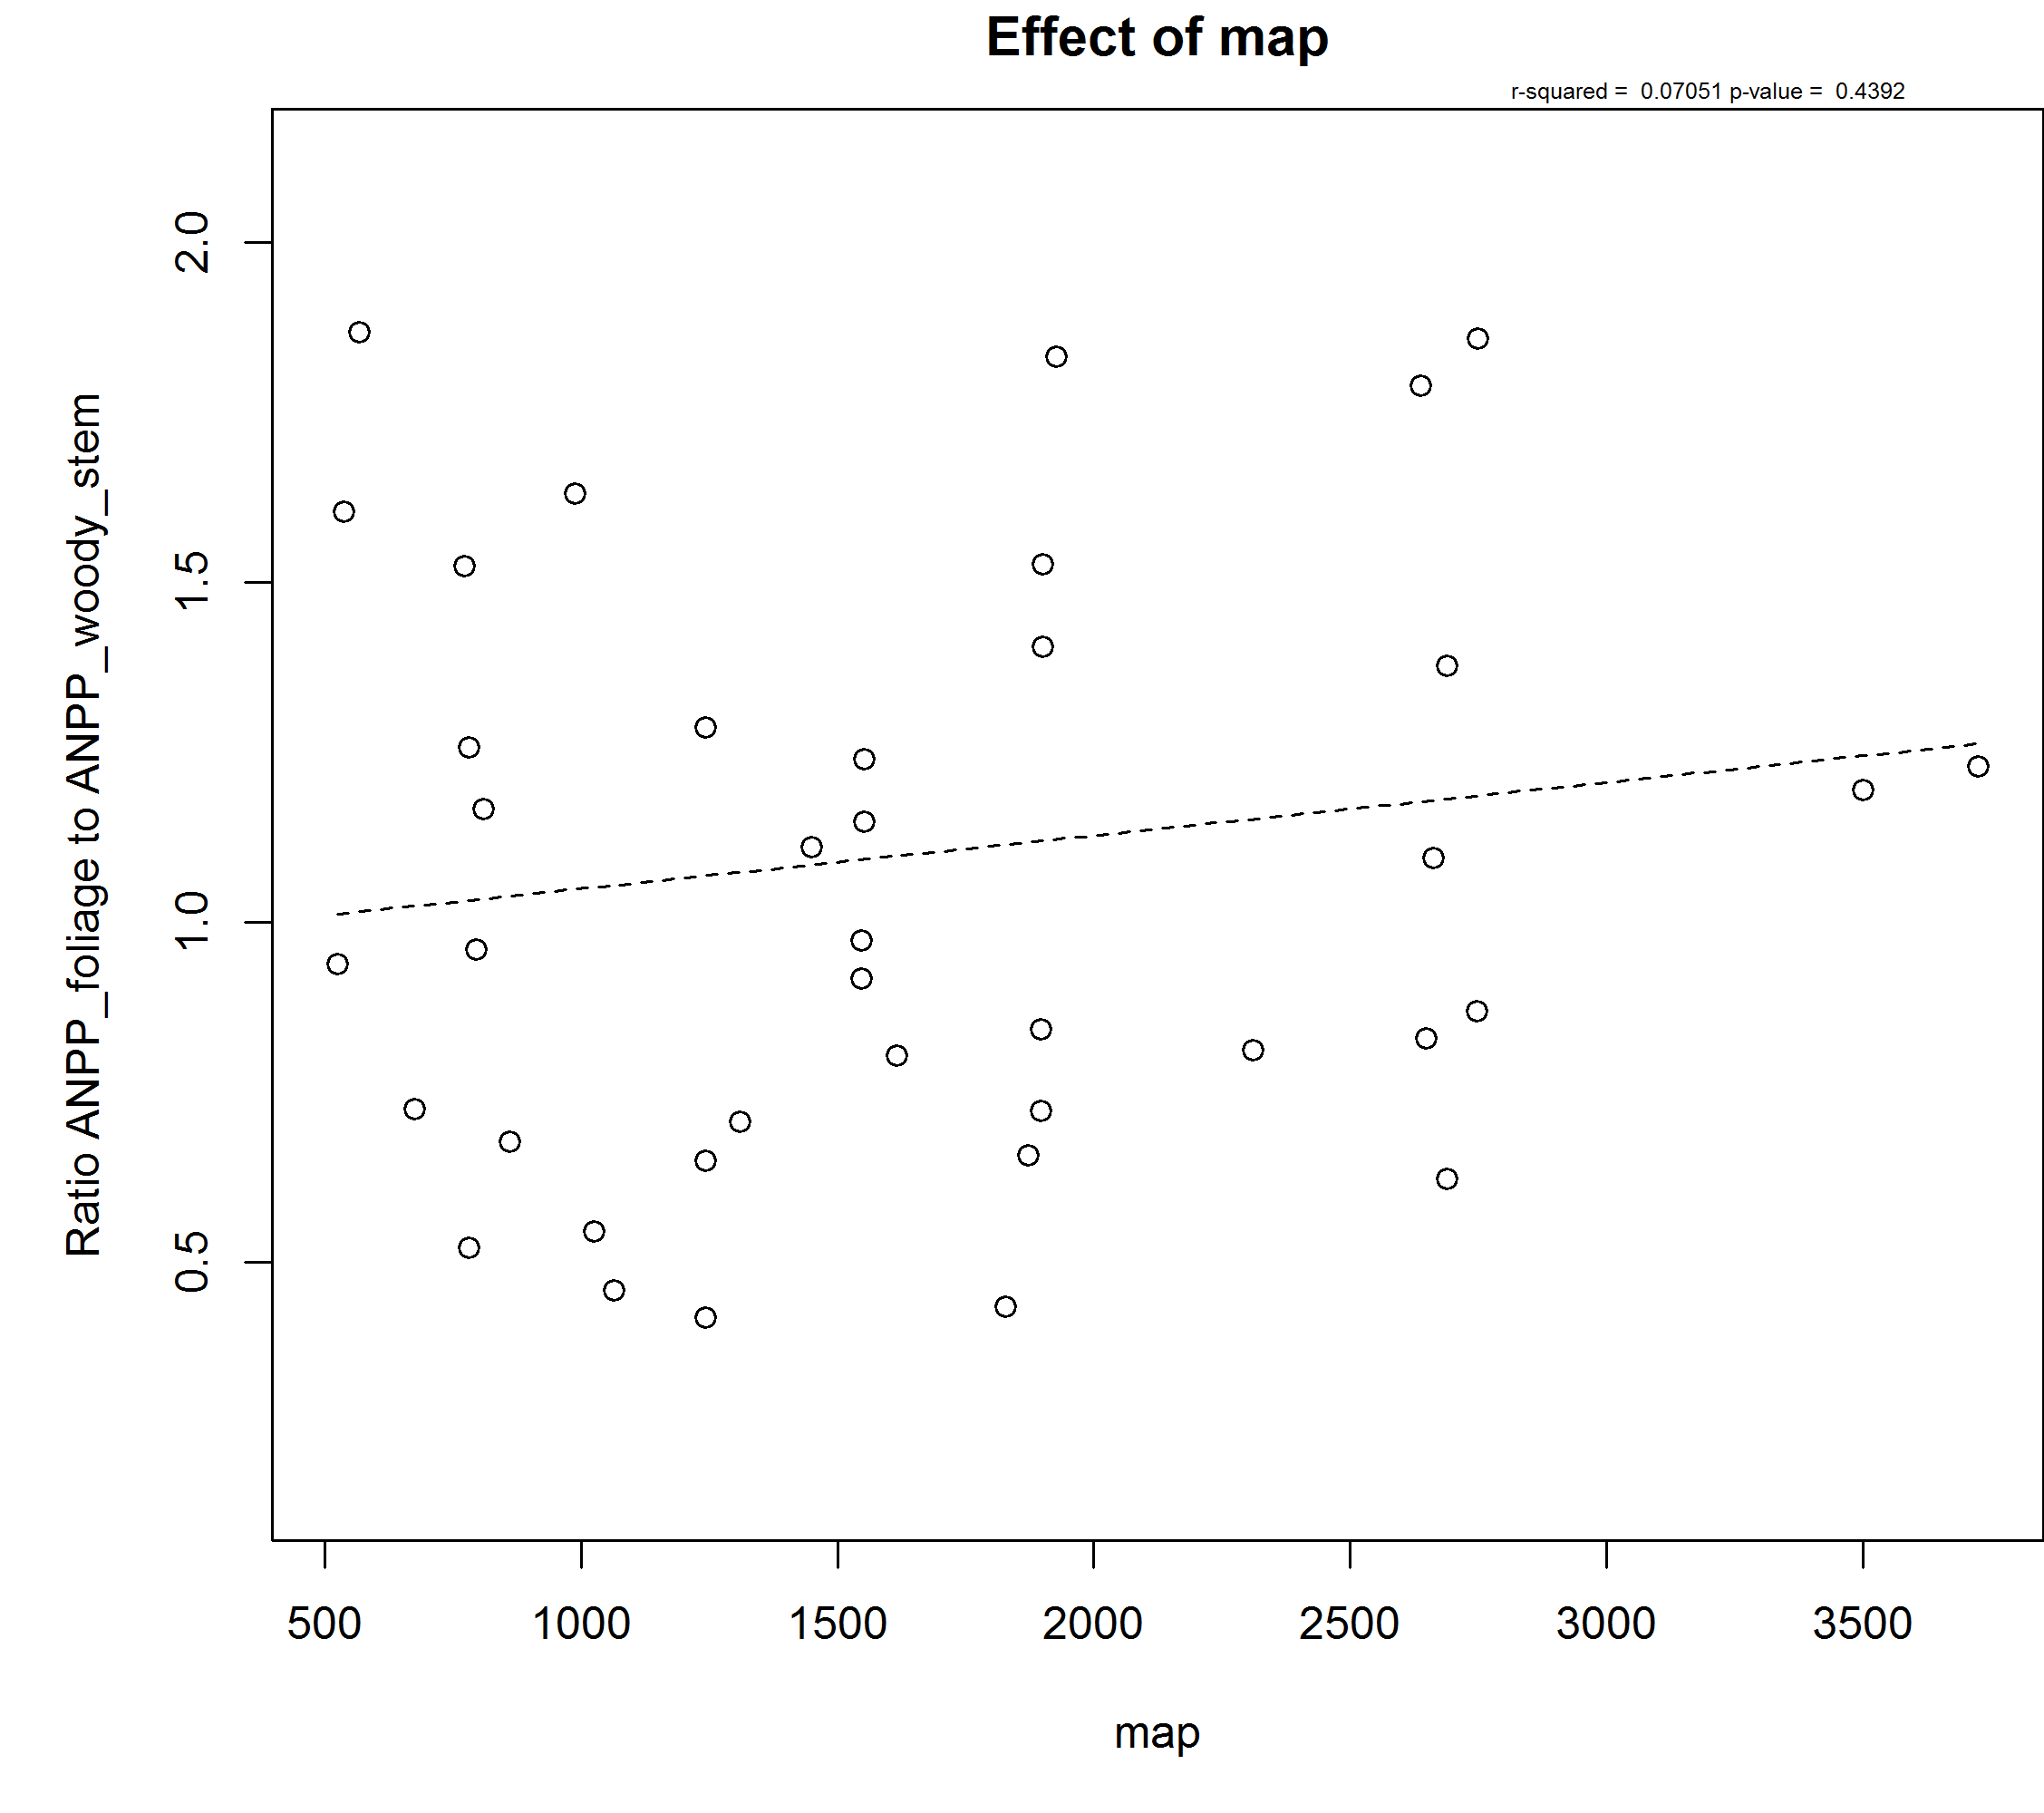 Effect of map
r-squared =  0.07051 p-value =  0.4392
Ratio ANPP_foliage to ANPP_woody_stem
2.0
1.5
1.0
0.5
500 1000 1500 2000 2500 3000 3500
map